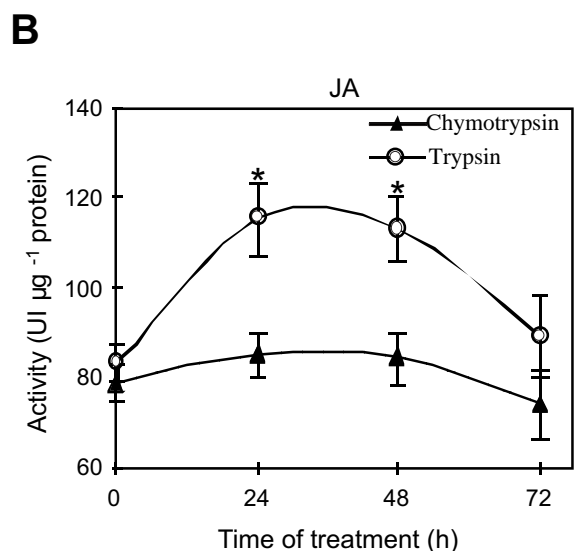 B
JA
140
Chymotrypsin
Trypsin
*
*
120
100
80
60
0 24 48 72
Activity (UI µg ⁻¹ protein)
Time of treatment (h)